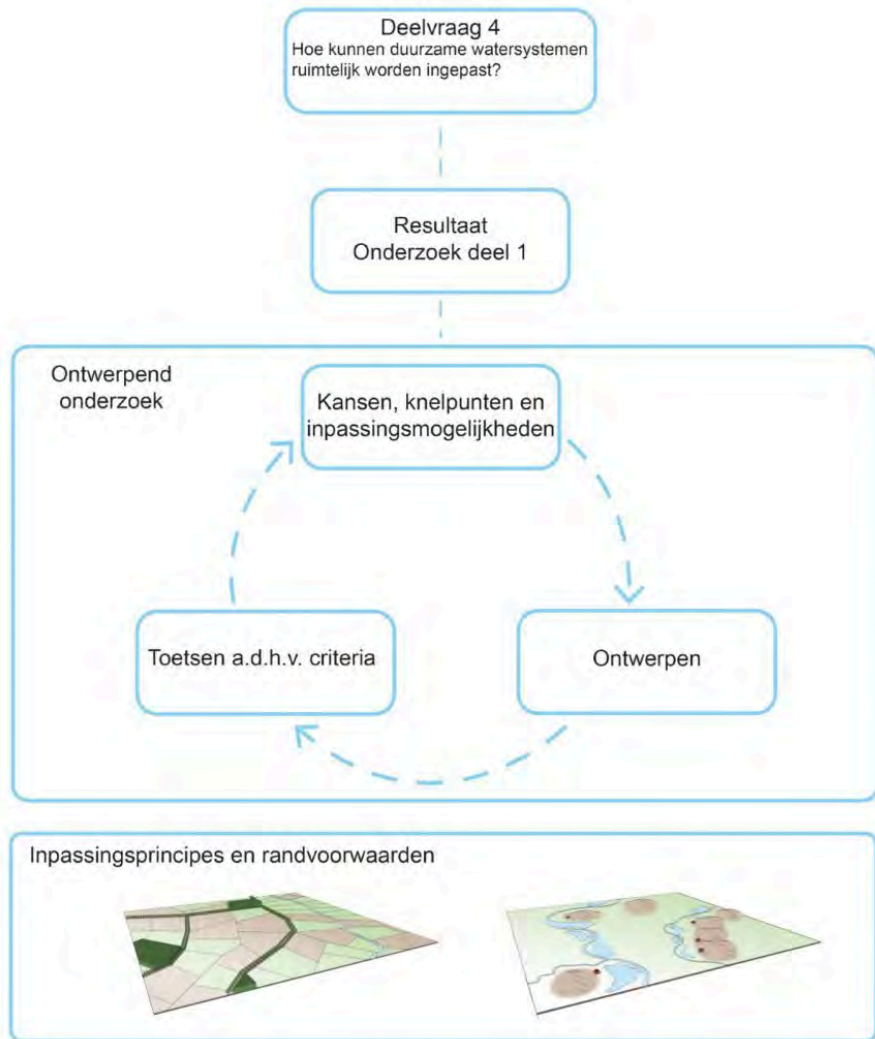 Deelvraag 4
Hoe kunnen duurzame watersystemen
ruimtelijk worden ingepast?
Resultaat
Onderzoek deel 1
Ontwerpend
onderzoek
Kansen, knelpunten en
inpassingsmogelijkheden
Toetsen a.d.h.v. criteria
Ontwerpen
Inpassingsprincipes en randvoorwaarden